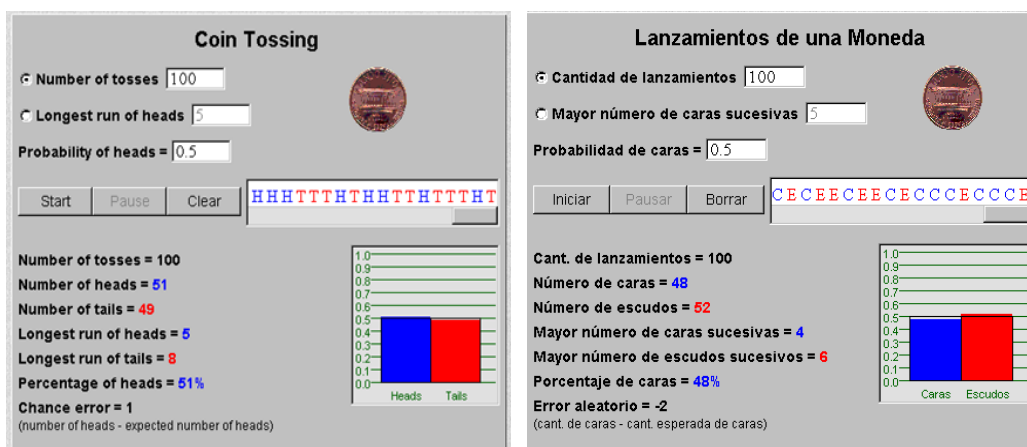 Coin Tossing
Number of tosses 100
Longest run of heads 5
Probability of heads = 0.5
Start Pause Clear
HHHTTTHTHHTTHTTTHT
Number of tosses = 100
Number of heads = 51
Number of tails = 49
Longest run of heads = 5
Longest run of tails = 8
Percentage of heads = 51%
Chance error = 1
(number of heads - expected number of heads)
1.0
0.9
0.8
0.7
0.6
0.5
0.4
0.3
0.2
0.1
0.0
Heads Tails
Lanzamientos de una Moneda
Cantidad de lanzamientos 100
Mayor número de caras sucesivas 5
Probabilidad de caras = 0.5
Iniciar Pausar Borrar
CECEECEECECCCECCCE
Cant. de lanzamientos = 100
Número de caras = 48
Número de escudos = 52
Mayor número de caras sucesivas = 4
Mayor número de escudos sucesivos = 6
Porcentaje de caras = 48%
Error aleatorio = -2
(cant. de caras - cant. esperada de caras)
1.0
0.9
0.8
0.7
0.6
0.5
0.4
0.3
0.2
0.1
0.0
Caras Escudos